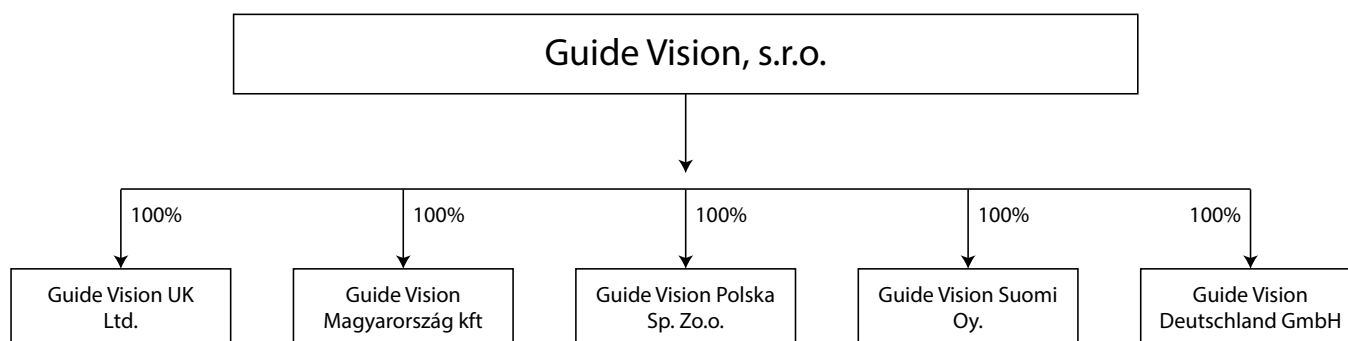 Guide Vision, s.r.o.
100%
100%
100%
100%
100%
Guide Vision UK
Ltd.
Guide Vision
Magyarország kft
Guide Vision Polska
Sp. Zo.o.
Guide Vision Suomi
Oy.
Guide Vision
Deutschland GmbH